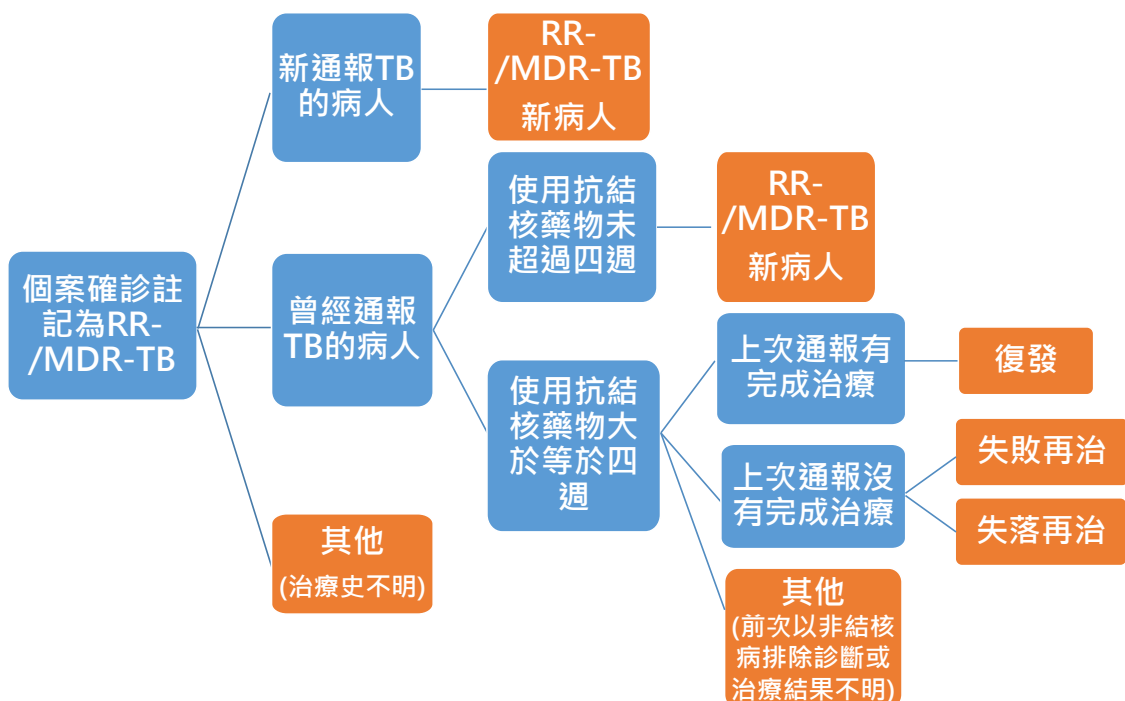 個案確診註
記為RR-
/MDR-TB
新通報TB
的病人
RR-
/MDR-TB
新病人
曾經通報
TB的病人
使用抗結
核藥物未
超過四週
RR-
/MDR-TB
新病人
使用抗結
核藥物大
於等於四
週
上次通報有
完成治療
復發
上次通報沒
有完成治療
失敗再治
失落再治
其他
(前次以非結核
病排除診斷或
治療結果不明)
其他
(治療史不明)